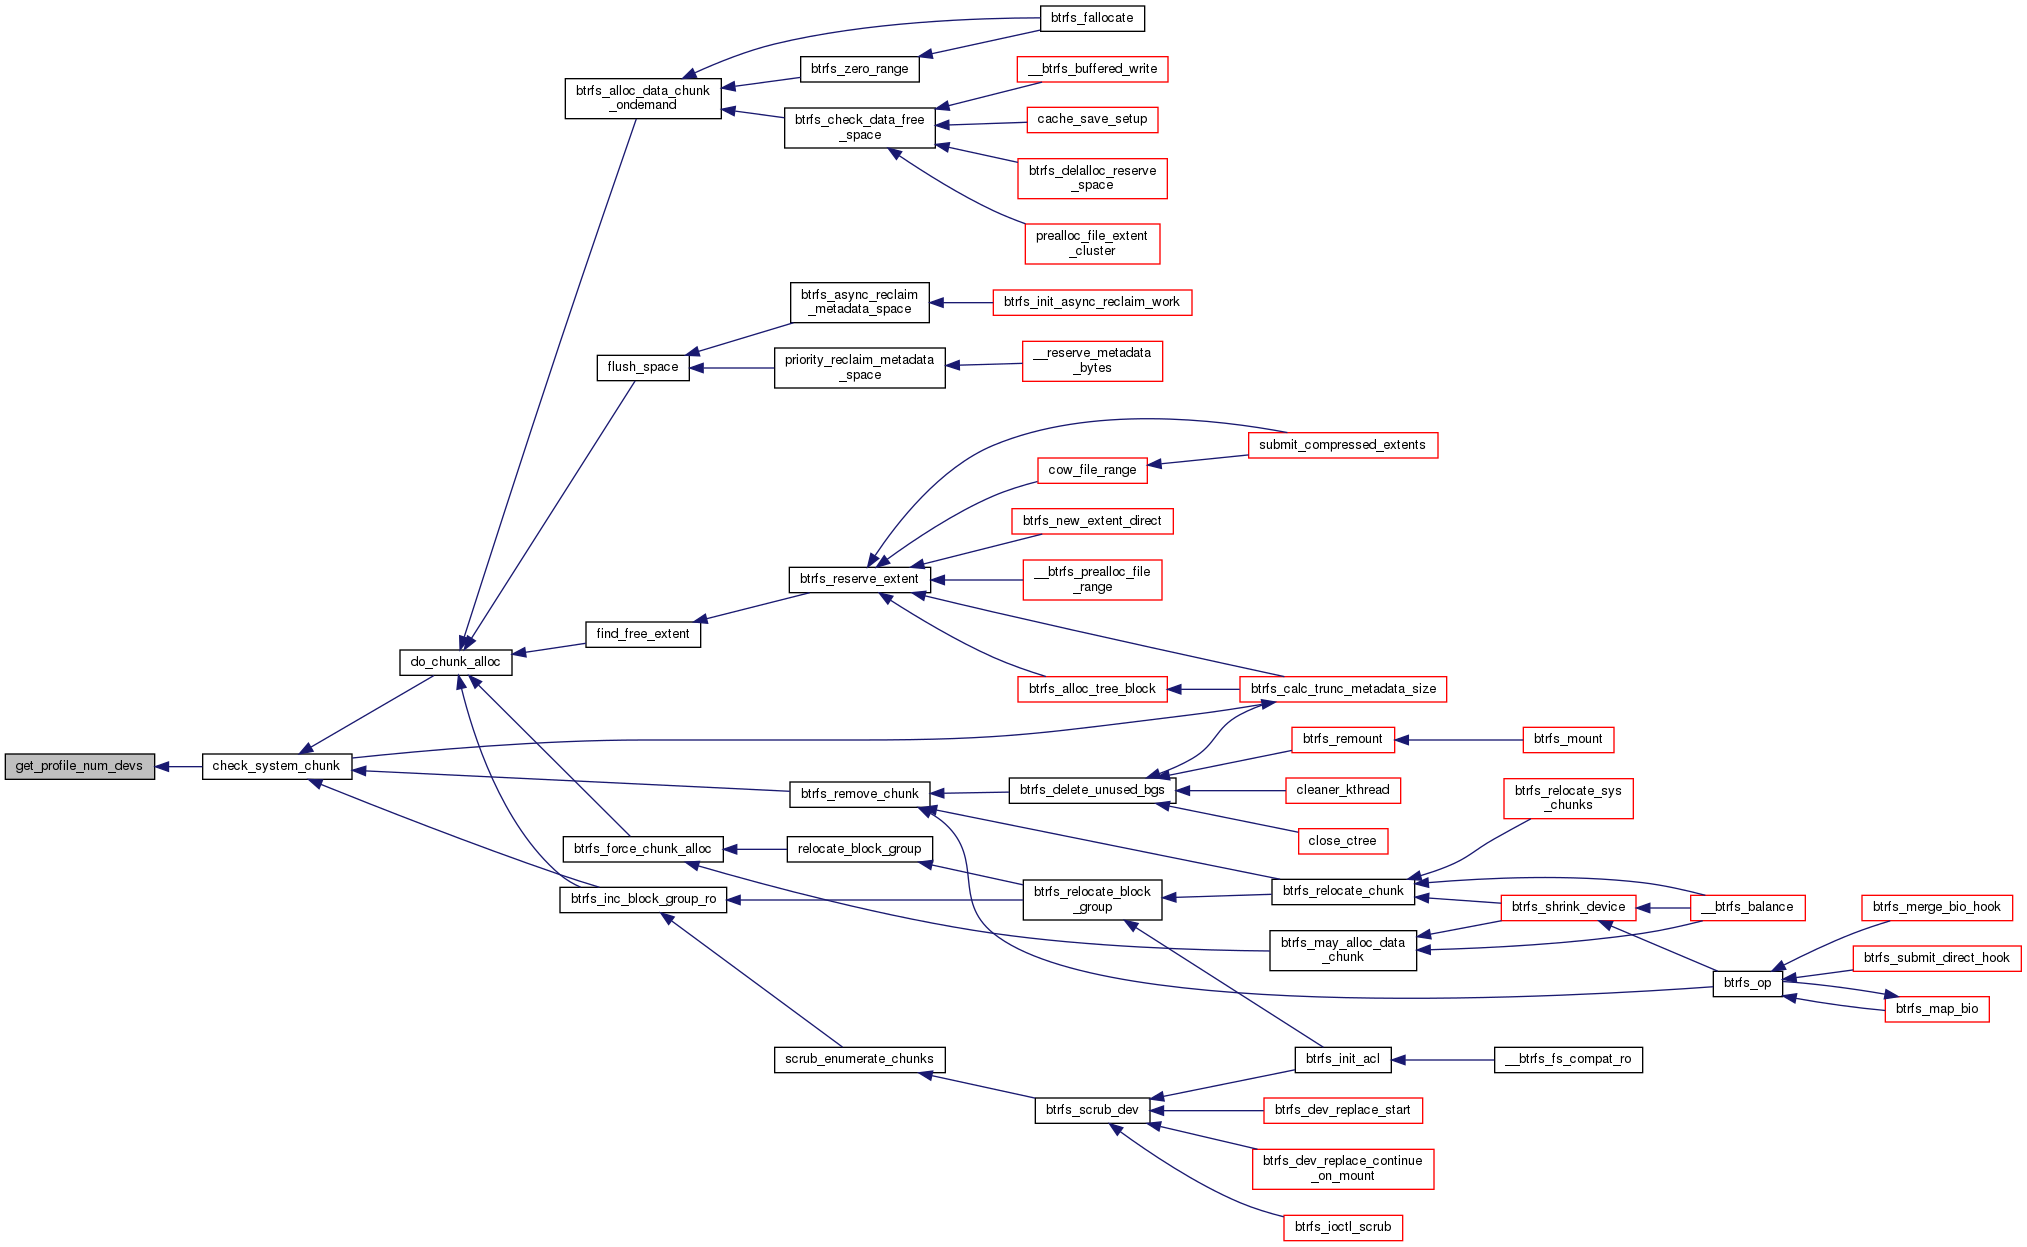 btrfs_fallocate
btrfs_zero_range
__btrfs_buffered_write
btrfs_alloc_data_chunk
_ondemand
btrfs_check_data_free
_space
cache_save_setup
btrfs_delalloc_reserve
_space
prealloc_file_extent
_cluster
btrfs_async_reclaim
_metadata_space
btrfs_init_async_reclaim_work
flush_space
priority_reclaim_metadata
_space
__reserve_metadata
_bytes
submit_compressed_extents
cow_file_range
btrfs_new_extent_direct
btrfs_reserve_extent
__btrfs_prealloc_file
_range
find_free_extent
do_chunk_alloc
btrfs_alloc_tree_block
btrfs_calc_trunc_metadata_size
btrfs_remount
btrfs_mount
get_profile_num_devs
check_system_chunk
btrfs_remove_chunk
btrfs_delete_unused_bgs
cleaner_kthread
btrfs_relocate_sys
_chunks
close_ctree
btrfs_force_chunk_alloc
relocate_block_group
btrfs_inc_block_group_ro
btrfs_relocate_block
_group
btrfs_relocate_chunk
btrfs_shrink_device
__btrfs_balance
btrfs_merge_bio_hook
btrfs_may_alloc_data
_chunk
btrfs_submit_direct_hook
btrfs_op
btrfs_map_bio
scrub_enumerate_chunks
btrfs_init_acl
__btrfs_fs_compat_ro
btrfs_scrub_dev
btrfs_dev_replace_start
btrfs_dev_replace_continue
_on_mount
btrfs_ioctl_scrub